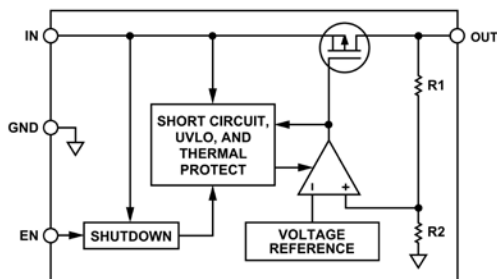 IN
OUT
R1
GND
SHORT CIRCUIT,
UVLO, AND
THERMAL
PROTECT
EN
SHUTDOWN
– +
VOLTAGE
REFERENCE
R2